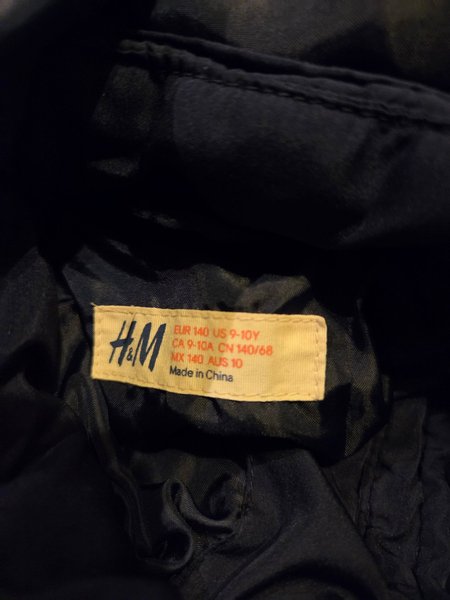 H&M
EUR 140 US 9-10Y
CA 9-10A CN 140/68
MX 140 AUS 10
Made in China